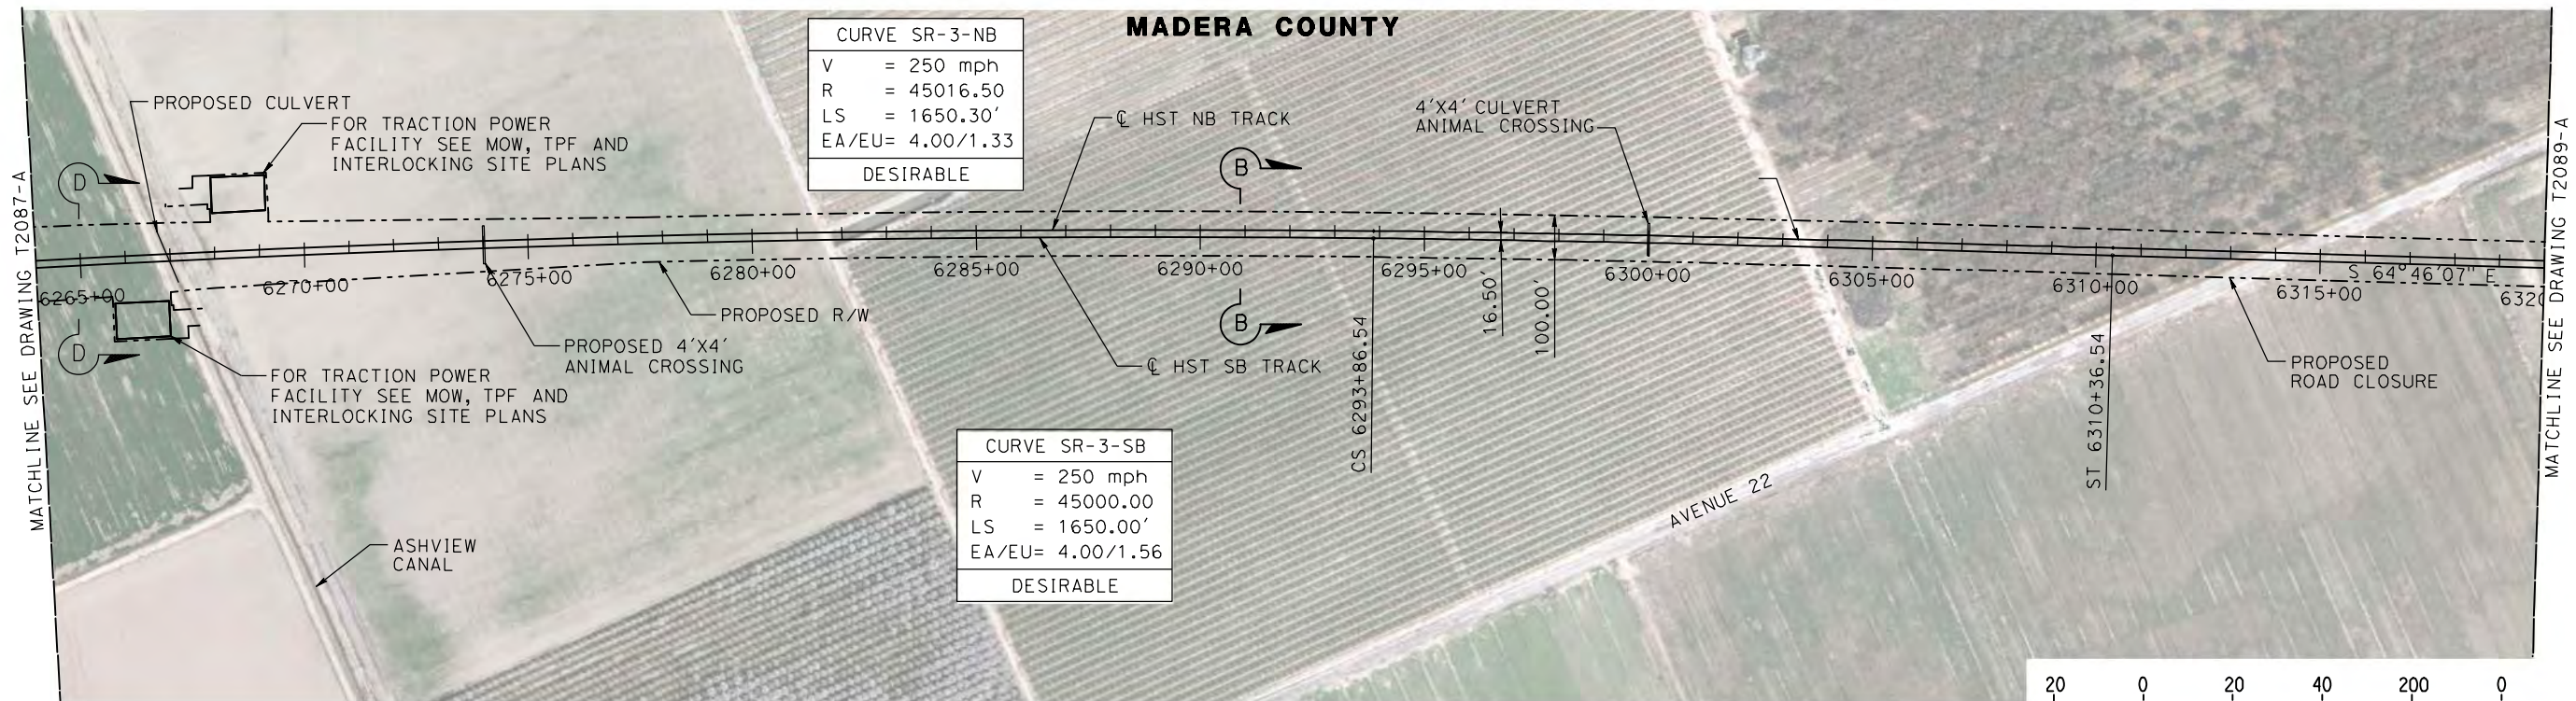 MADERA COUNTY
CURVE SR-3-NB
V = 250 mph
R = 45016.50
LS = 1650.30'
EA/EU= 4.00/1.33
DESIRABLE
PROPOSED CULVERT
FOR TRACTION POWER
FACILITY SEE MOW, TPF AND
INTERLOCKING SITE PLANS
℄ HST NB TRACK
4'X4' CULVERT
ANIMAL CROSSING
D
B
MATCHLINE SEE DRAWING T2087-A
MATCHLINE SEE DRAWING T2089-A
6265+00
6270+00
6275+00
6280+00
6285+00
6290+00
6295+00
6300+00
6305+00
6310+00
6315+00
6320
S 64°46'07" E
PROPOSED R/W
PROPOSED 4'X4'
ANIMAL CROSSING
D
B
℄ HST SB TRACK
CS 6293+86.54
16.50'
100.00'
ST 6310+36.54
PROPOSED
ROAD CLOSURE
FOR TRACTION POWER
FACILITY SEE MOW, TPF AND
INTERLOCKING SITE PLANS
CURVE SR-3-SB
V = 250 mph
R = 45000.00
LS = 1650.00'
EA/EU= 4.00/1.56
DESIRABLE
AVENUE 22
ASHVIEW
CANAL
20 0 20 40 200 0